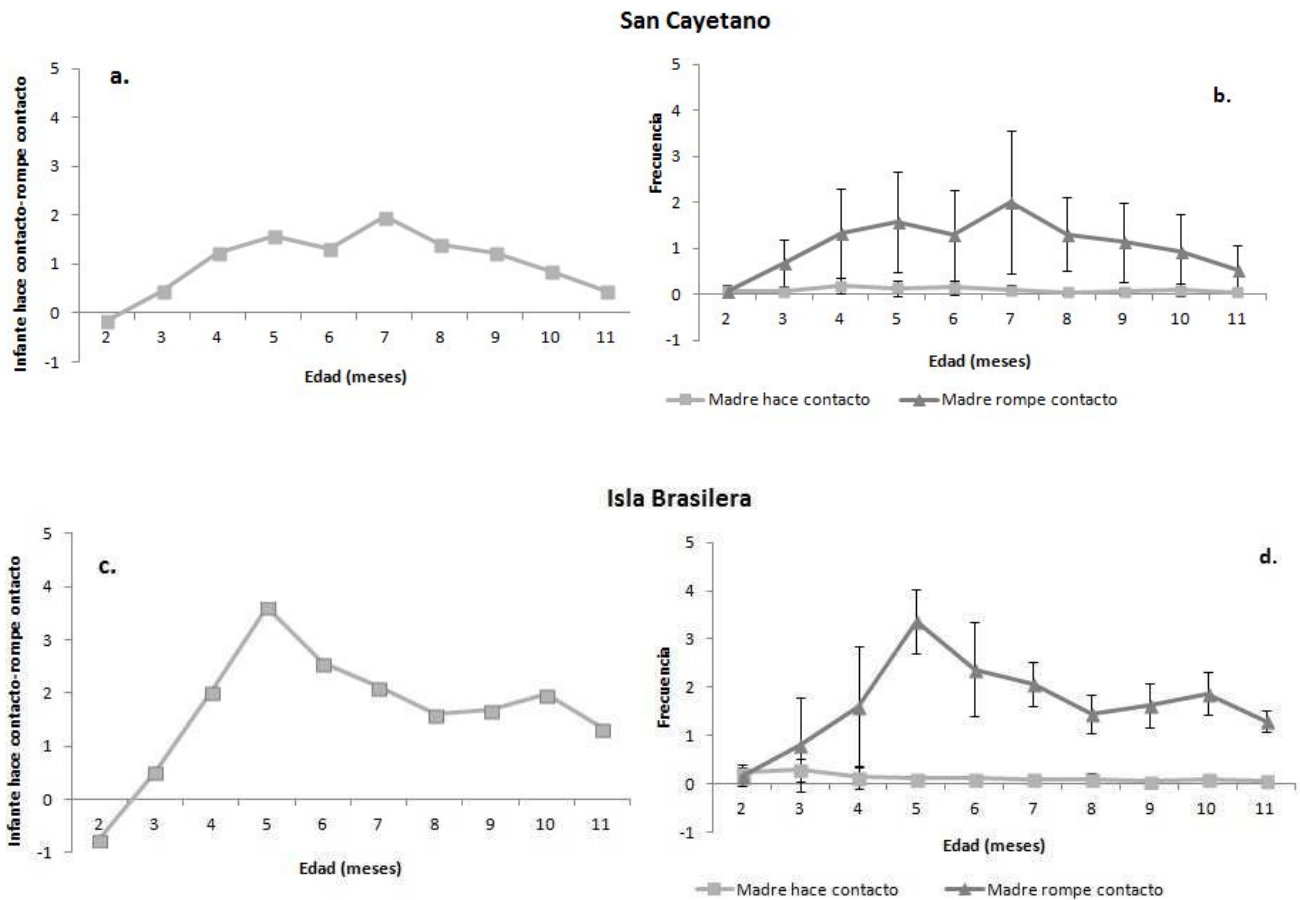 San Cayetano
a.
Infante hace contacto-rompe contacto
5
4
3
2
1
0
-1
2 3 4 5 6 7 8 9 10 11
Edad (meses)
b.
Frecuencia
5
4
3
2
1
0
-1
2 3 4 5 6 7 8 9 10 11
Edad (meses)
Madre hace contacto Madre rompe contacto
Isla Brasilera
c.
Infante hace contacto-rompe ontacto
5
4
3
2
1
0
-1
2 3 4 5 6 7 8 9 10 11
Edad (meses)
d.
Frecuencia
5
4
3
2
1
0
-1
2 3 4 5 6 7 8 9 10 11
Edad (meses)
Madre hace contacto Madre rompe contacto